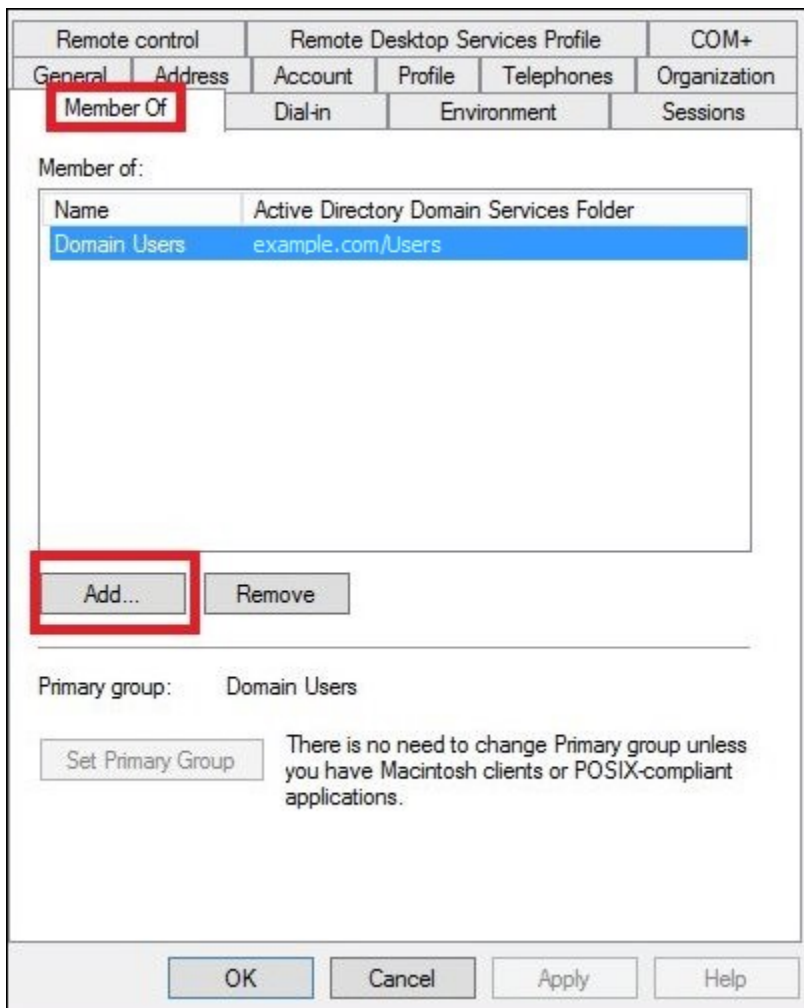 Remote control Remote Desktop Services Profile COM+
General Address Account Profile Telephones Organization
Member Of Dial-in Environment Sessions
Member of:
Name Active Directory Domain Services Folder
Domain Users example.com/Users
Add... Remove
Primary group: Domain Users
Set Primary Group
There is no need to change Primary group unless
you have Macintosh clients or POSIX-compliant
applications.
OK Cancel Apply Help